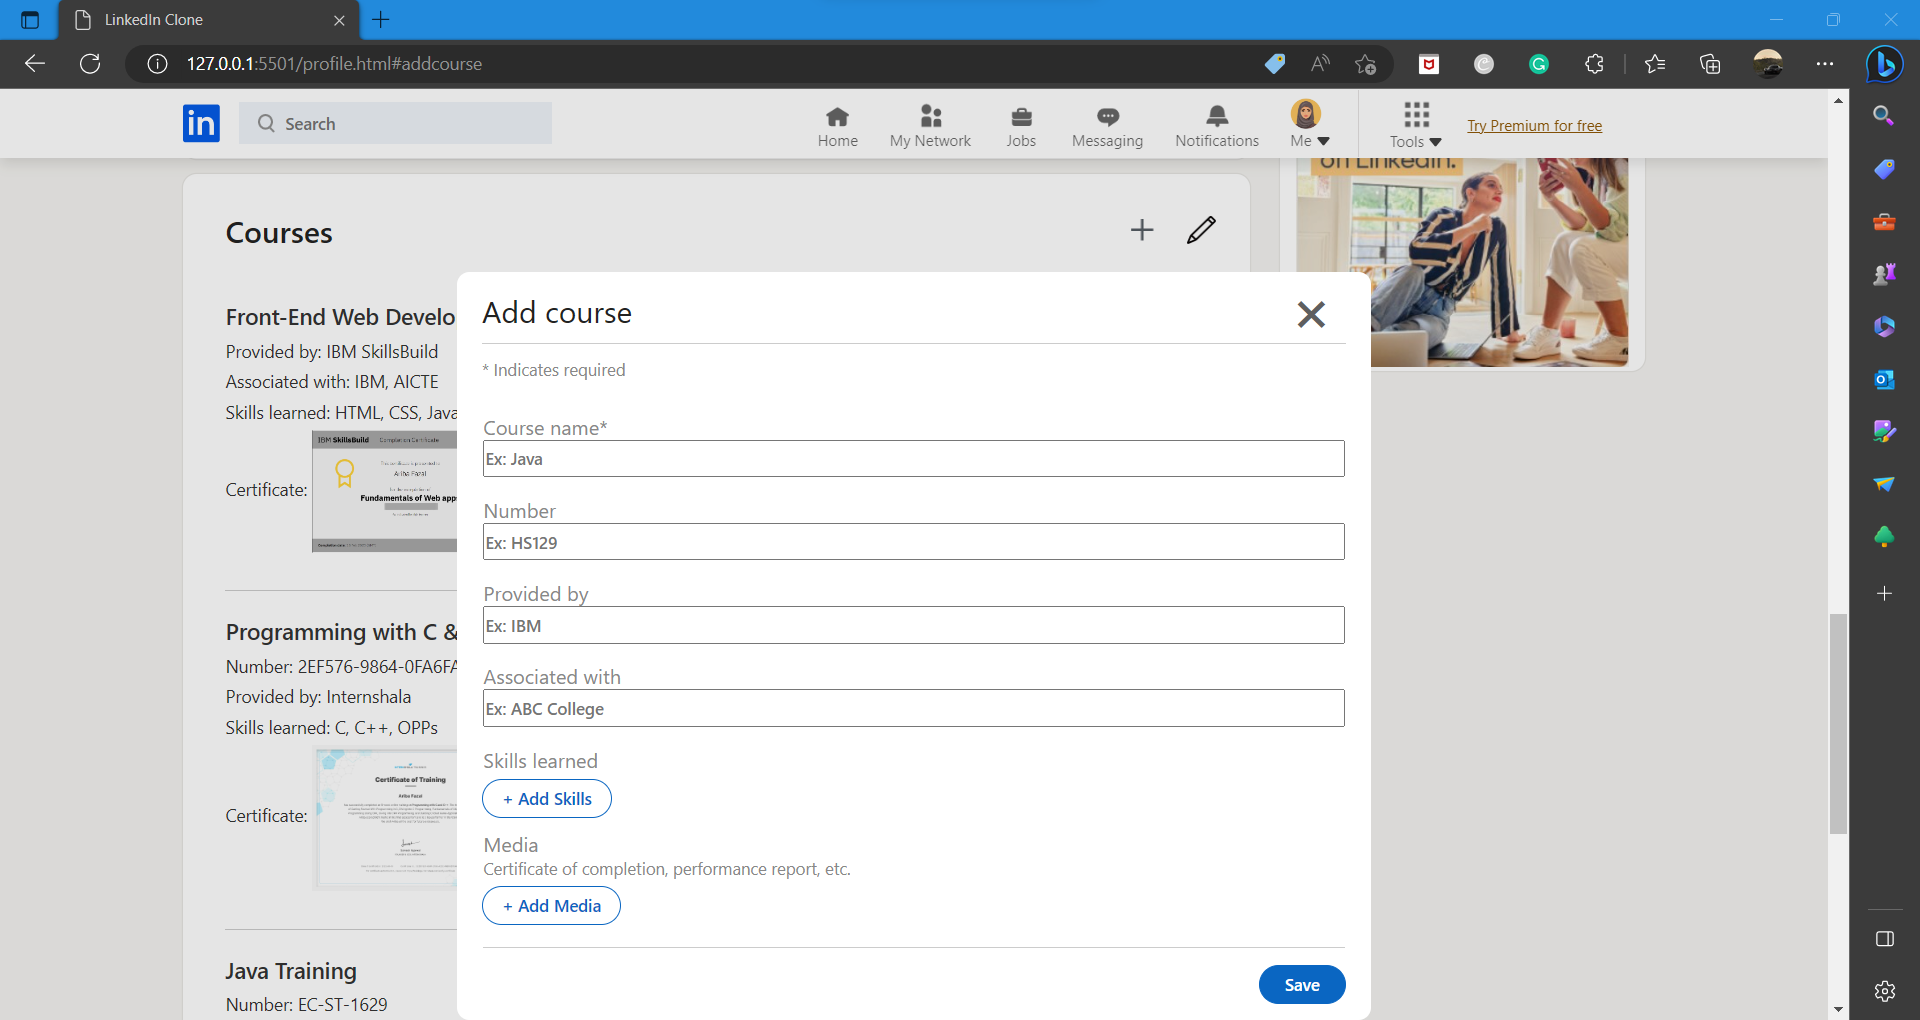 LinkedIn Clone
127.0.0.1:5501/profile.html#addcourse
in
Search
Home
My Network
Jobs
Messaging
Notifications
Me
Tools
Try Premium for free
on LinkedIn.
Courses
Front-End Web Develo
Provided by: IBM SkillsBuild
Associated with: IBM, AICTE
Skills learned: HTML, CSS, Java
Certificate:
IBM SkillsBuild Completion Certificate
Ariba Fazal
Fundamentals of Web apps
Programming with C &
Number: 2EF576-9864-0FA6FA
Provided by: Internshala
Skills learned: C, C++, OPPs
Certificate:
Certificate of Training
Ariba Fazal
Java Training
Number: EC-ST-1629
Add course
* Indicates required
Course name*
Ex: Java
Number
Ex: HS129
Provided by
Ex: IBM
Associated with
Ex: ABC College
Skills learned
+ Add Skills
Media
Certificate of completion, performance report, etc.
+ Add Media
Save